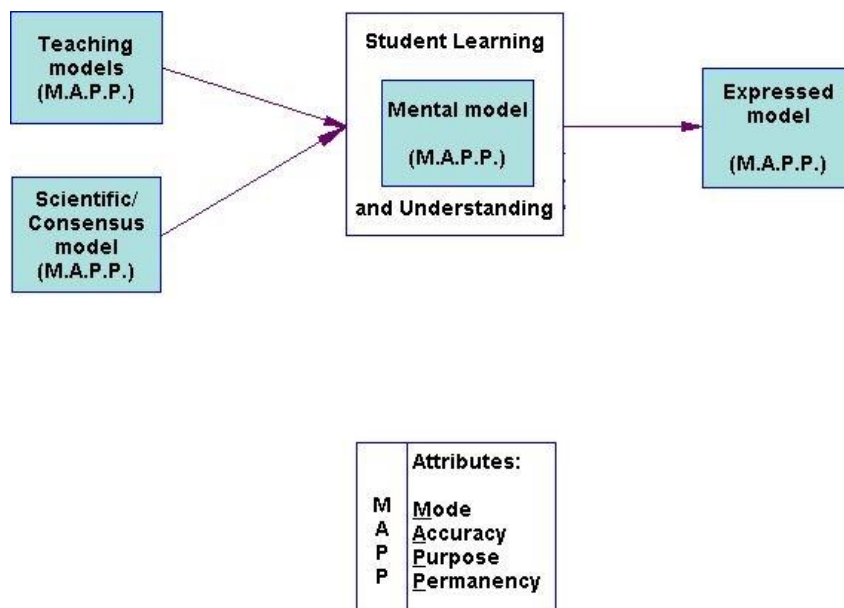 Teaching
models
(M.A.P.P.)
Scientific/
Consensus
model
(M.A.P.P.)
Student Learning
Mental model
(M.A.P.P.)
and Understanding
Expressed
model
(M.A.P.P.)
Attributes:
M Mode
A Accuracy
P Purpose
P Permanency